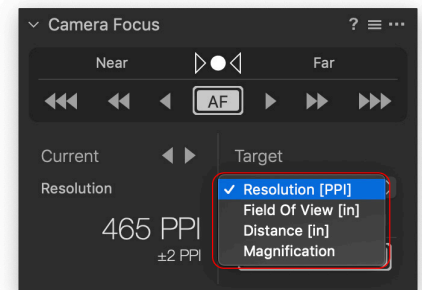 Camera Focus ? ≡ ···
Near Far
AF
Current Target
Resolution
✓ Resolution [PPI]
Field Of View [in]
Distance [in]
Magnification
465 PPI
±2 PPI